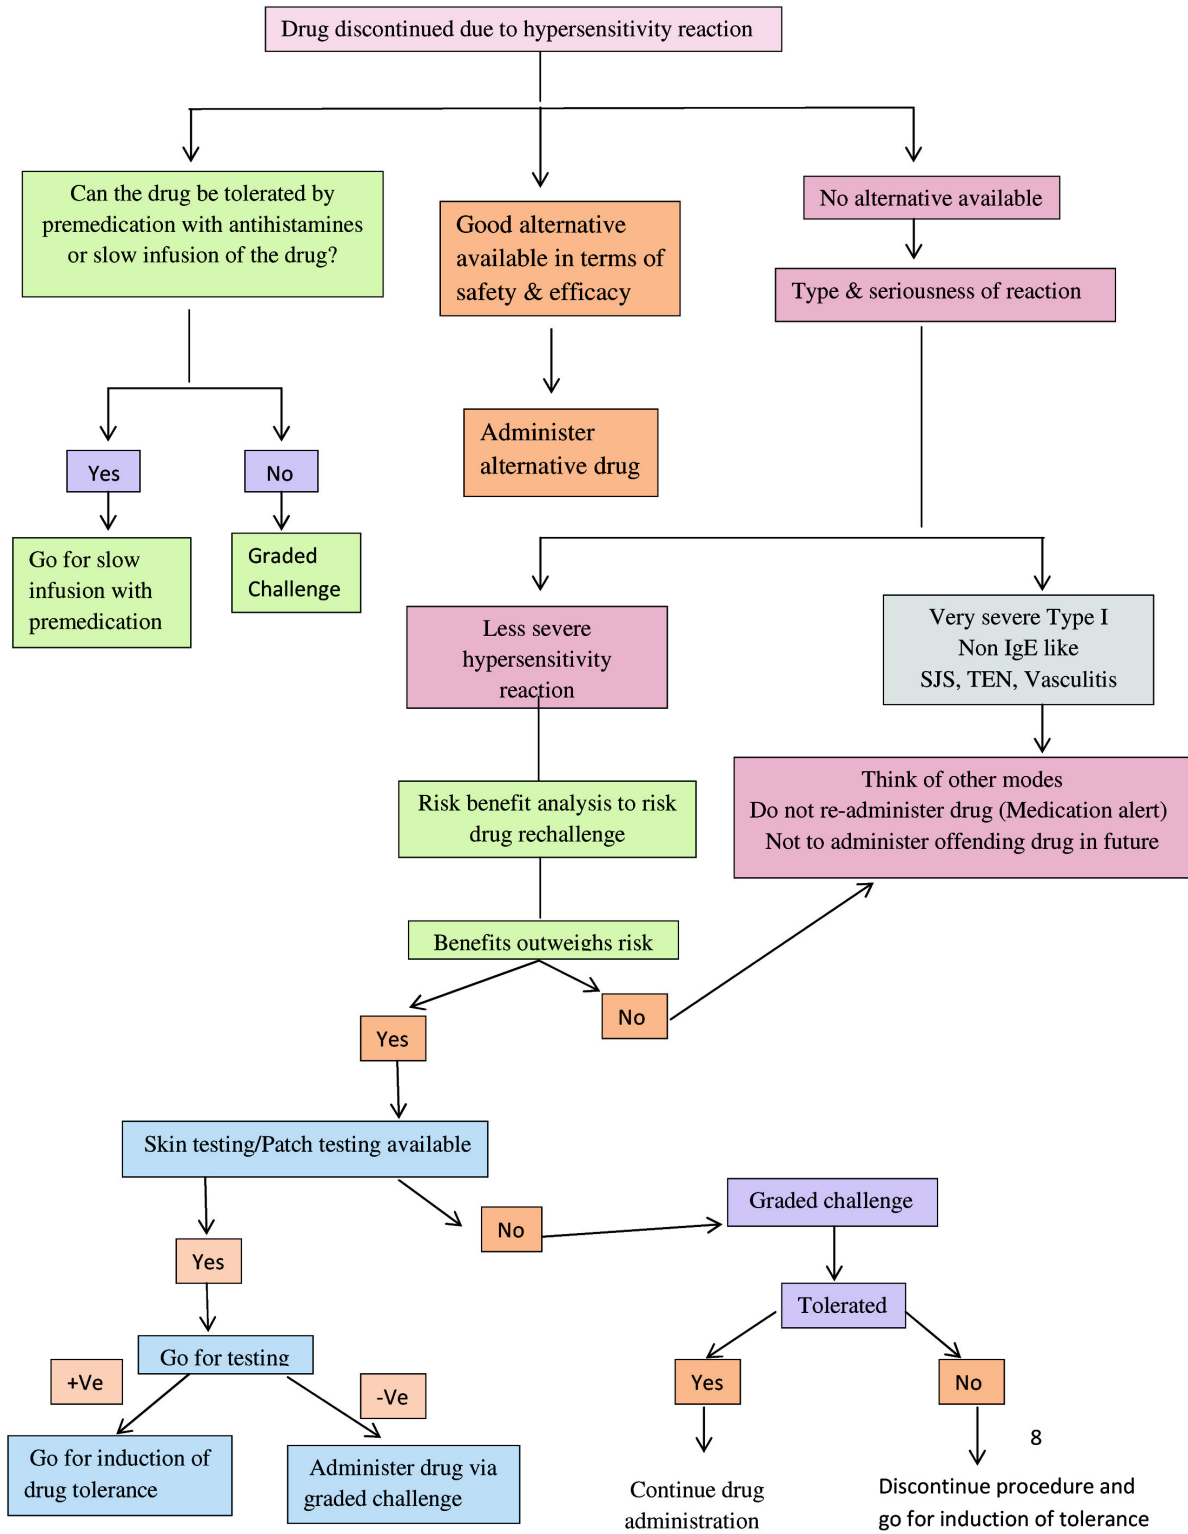 Drug discontinued due to hypersensitivity reaction
Can the drug be tolerated by
premedication with antihistamines
or slow infusion of the drug?
Good alternative
available in terms of
safety & efficacy
No alternative available
Type & seriousness of reaction
Administer
alternative drug
Yes
No
Go for slow
infusion with
premedication
Graded
Challenge
Less severe
hypersensitivity
reaction
Very severe Type I
Non IgE like
SJS, TEN, Vasculitis
Think of other modes
Do not re-administer drug (Medication alert)
Not to administer offending drug in future
Risk benefit analysis to risk
drug rechallenge
Benefits outweighs risk
Yes
No
Skin testing/Patch testing available
Yes
No
Graded challenge
Tolerated
Go for testing
+Ve
-Ve
Yes
No
Go for induction of
drug tolerance
Administer drug via
graded challenge
8
Continue drug
administration
Discontinue procedure and
go for induction of tolerance